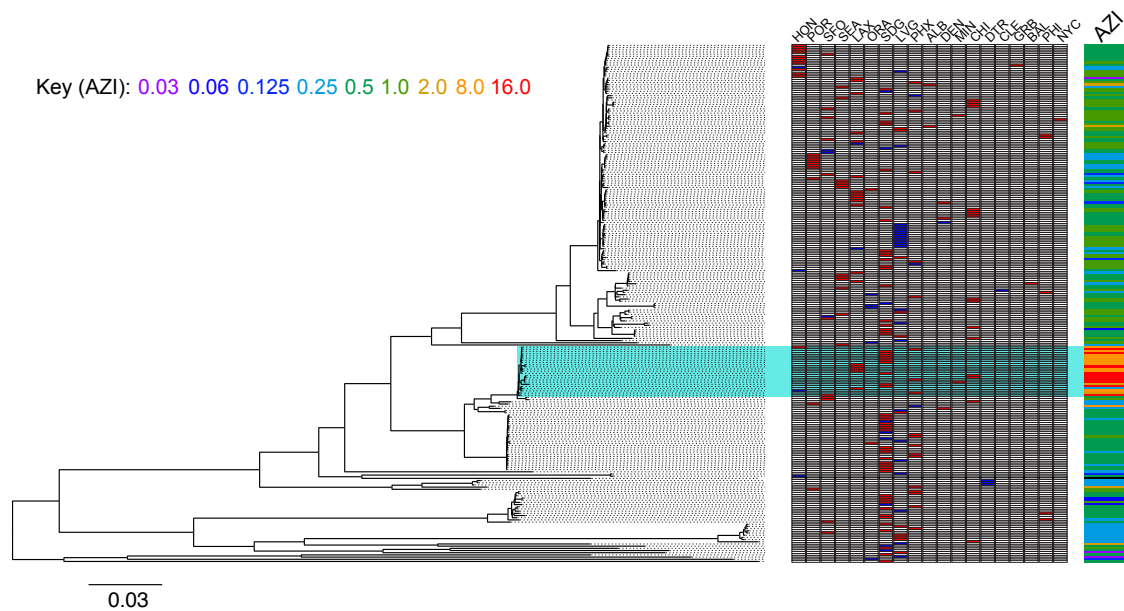 HON POR SFO SEA LAX ORA SDG LVG PHX ALB DEN MIN CHI DTR CLE GRB BAL PHI NYC AZI
Key (AZI): 0.03 0.06 0.125 0.25 0.5 1.0 2.0 8.0 16.0
0.03